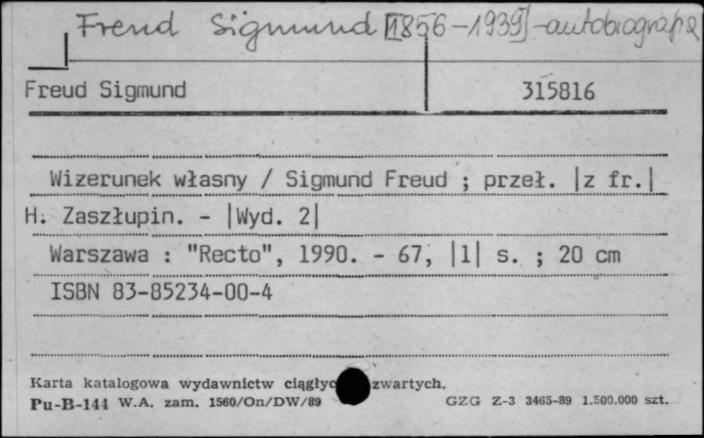 Freud Sigmund [1856-1939]-autobiografia
Freud Sigmund 315816
Wizerunek własny / Sigmund Freud ; przeł. |z fr.|
H. Zaszłupin. - |Wyd. 2|
Warszawa : "Recto", 1990. - 67, |1| s. ; 20 cm
ISBN 83-85234-00-4
Karta katalogowa wydawnictw zwartych.
Pu-B-144 W.A. zam. 1560/On/DW/89 GZG Z-3 3465-89 1.500.000 szt.